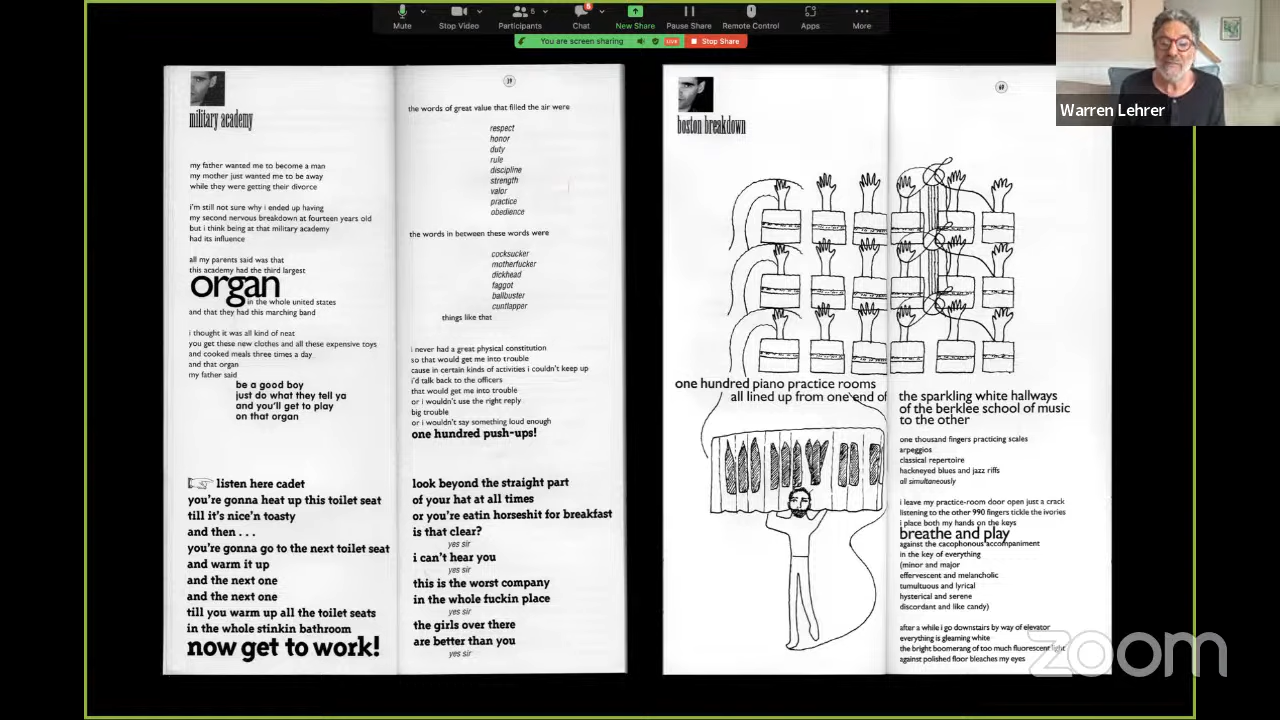 Mute
Stop Video
Participants
6
Chat
New Share
Pause Share
Remote Control
Apps
More
You are screen sharing
LIVE
Stop Share
Warren Lehrer
military academy
my father wanted me to become a man
my mother just wanted me to be away
while they were getting their divorce
i'm still not sure why i ended up having
my second nervous breakdown at fourteen years old
but i think being at that military academy
had its influence
all my parents said was that
this academy had the third largest
organ
in the whole united states
and that they had this marching band
i thought it was all kind of neat
you get these new clothes and all these expensive toys
and cooked meals three times a day
and that organ
my father said
be a good boy
just do what they tell ya
and you'll get to play
on that organ
listen here cadet
you're gonna heat up this toilet seat
till it's nice'n toasty
and then . . .
you're gonna go to the next toilet seat
and warm it up
and the next one
and the next one
till you warm up all the toilet seats
in the whole stinkin bathroom
now get to work!
39
the words of great value that filled the air were
respect
honor
duty
rule
discipline
strength
valor
practice
obedience
the words in between these words were
cocksucker
motherfucker
dickhead
faggot
ballbuster
cuntlapper
things like that
i never had a great physical constitution
so that would get me into trouble
cause in certain kinds of activities i couldn't keep up
i'd talk back to the officers
that would get me into trouble
or i wouldn't use the right reply
big trouble
or i wouldn't say something loud enough
one hundred push-ups!
look beyond the straight part
of your hat at all times
or you're eatin horseshit for breakfast
is that clear?
yes sir
i can't hear you
yes sir
this is the worst company
in the whole fuckin place
yes sir
the girls over there
are better than you
yes sir
boston breakdown
69
one hundred piano practice rooms
all lined up from one end of
the sparkling white hallways
of the berklee school of music
to the other
one thousand fingers practicing scales
arpeggios
classical repertoire
hackneyed blues and jazz riffs
all simultaneously
i leave my practice-room door open just a crack
listening to the other 990 fingers tickle the ivories
i place both my hands on the keys
breathe and play
against the cacophonous accompaniment
in the key of everything
(minor and major
effervescent and melancholic
tumultuous and lyrical
hysterical and serene
discordant and like candy)
after a while i go downstairs by way of elevator
everything is gleaming white
the bright boomerang of too much fluorescent light
against polished floor bleaches my eyes
zoom